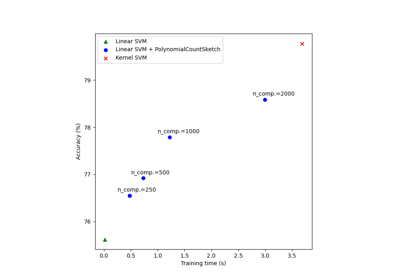 Linear SVM
Linear SVM + PolynomialCountSketch
Kernel SVM
79
n_comp.=2000
78
n_comp.=1000
77
n_comp.=500
n_comp.=250
76
Accuracy (%)
0.0 0.5 1.0 1.5 2.0 2.5 3.0 3.5
Training time (s)